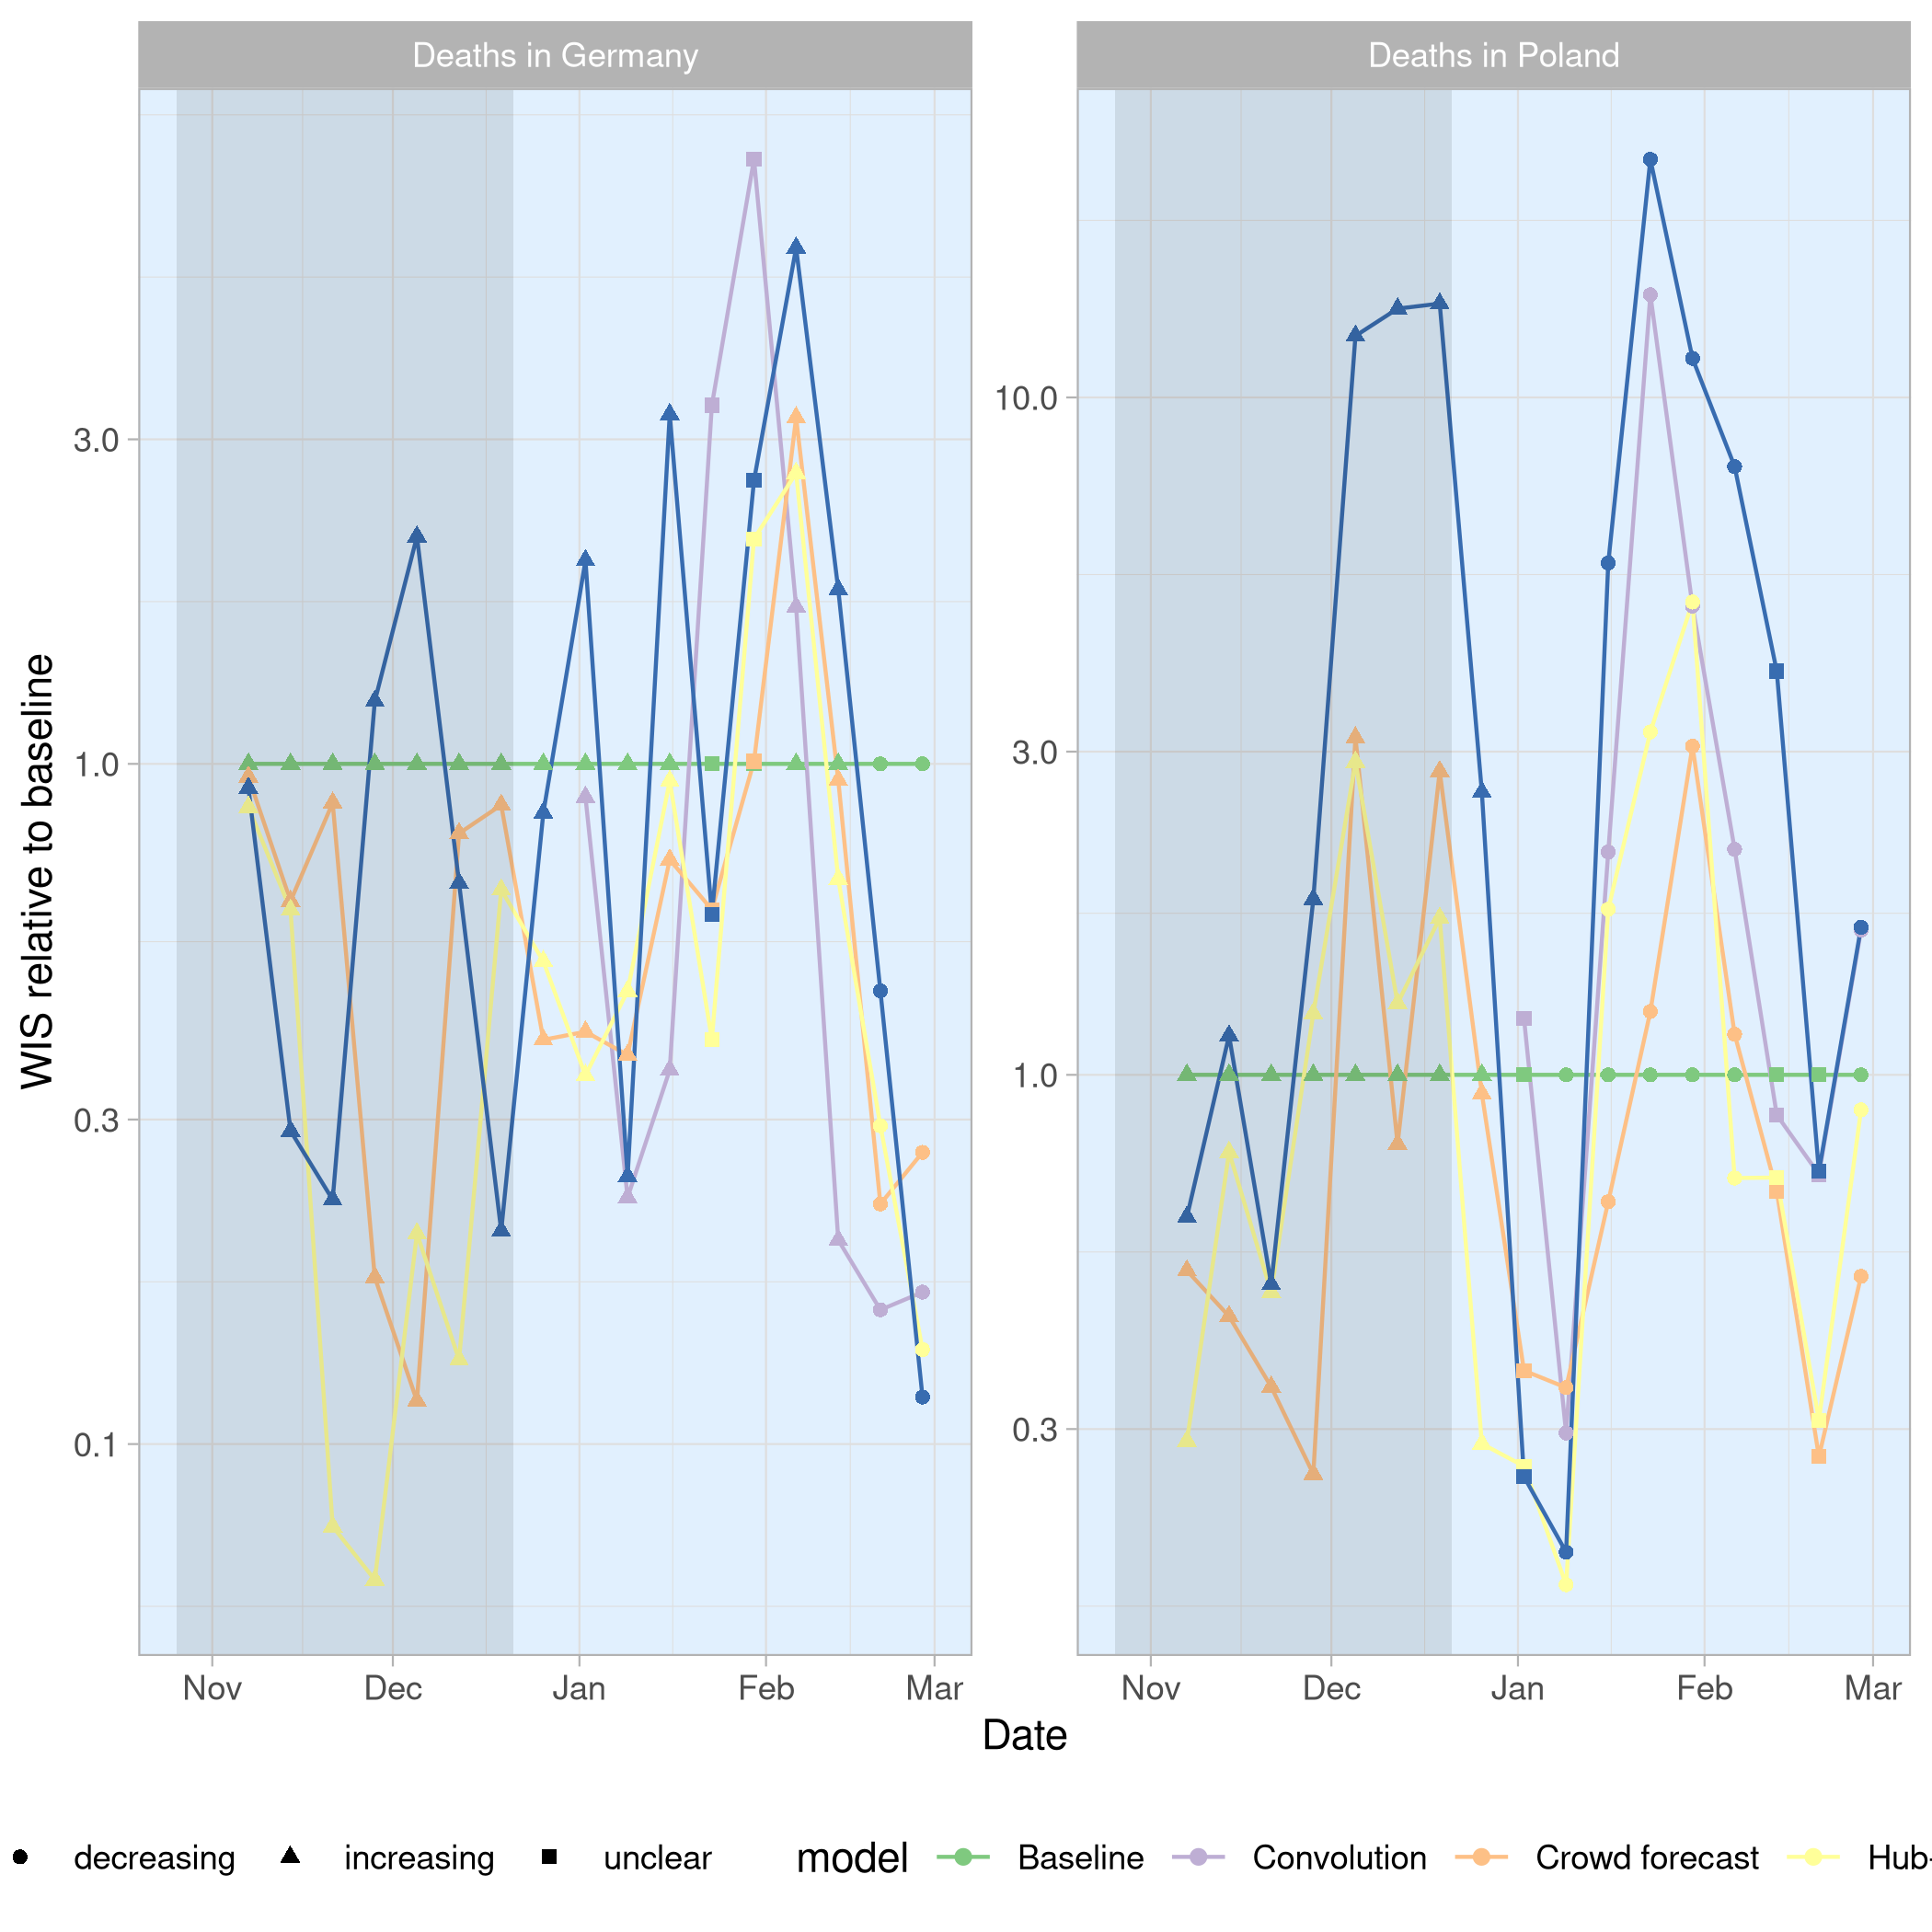 Deaths in Germany
Deaths in Poland
WIS relative to baseline
3.0
1.0
0.3
0.1
10.0
3.0
1.0
0.3
Nov Dec Jan Feb Mar
Nov Dec Jan Feb Mar
Date
decreasing increasing unclear model Baseline Convolution Crowd forecast Hub-